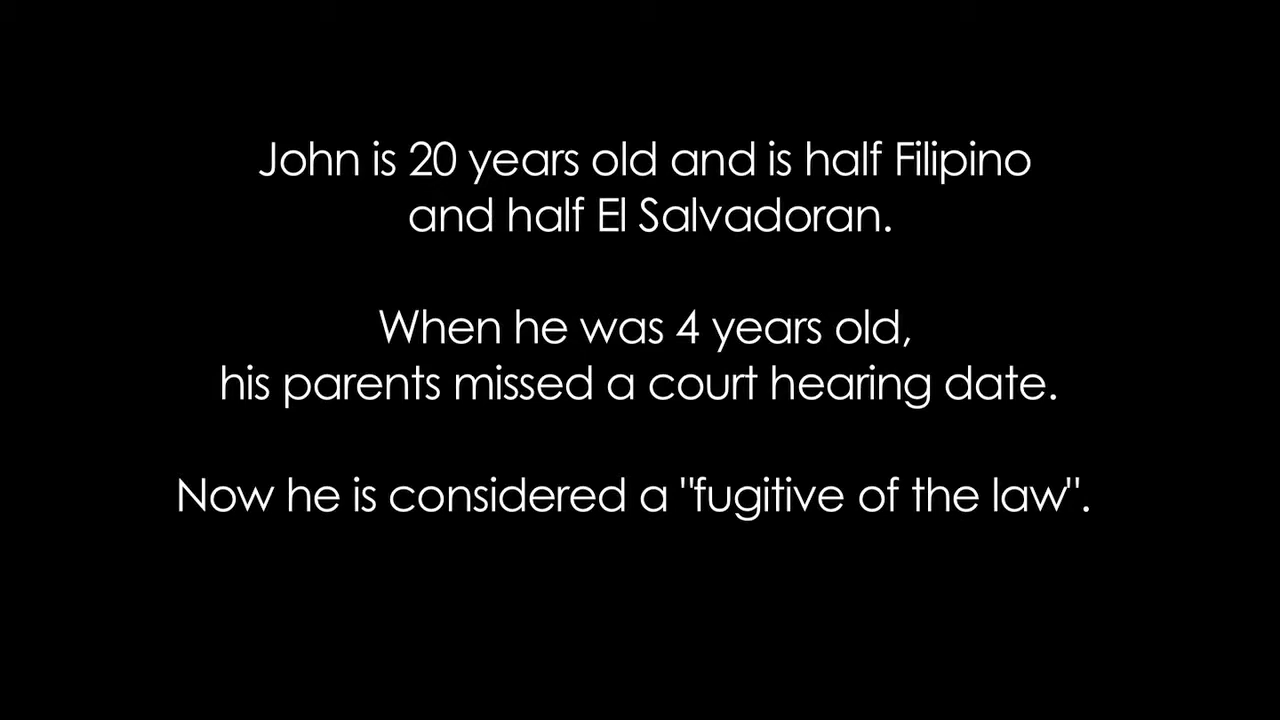 John is 20 years old and is half Filipino
and half El Salvadoran.
When he was 4 years old,
his parents missed a court hearing date.
Now he is considered a "fugitive of the law".